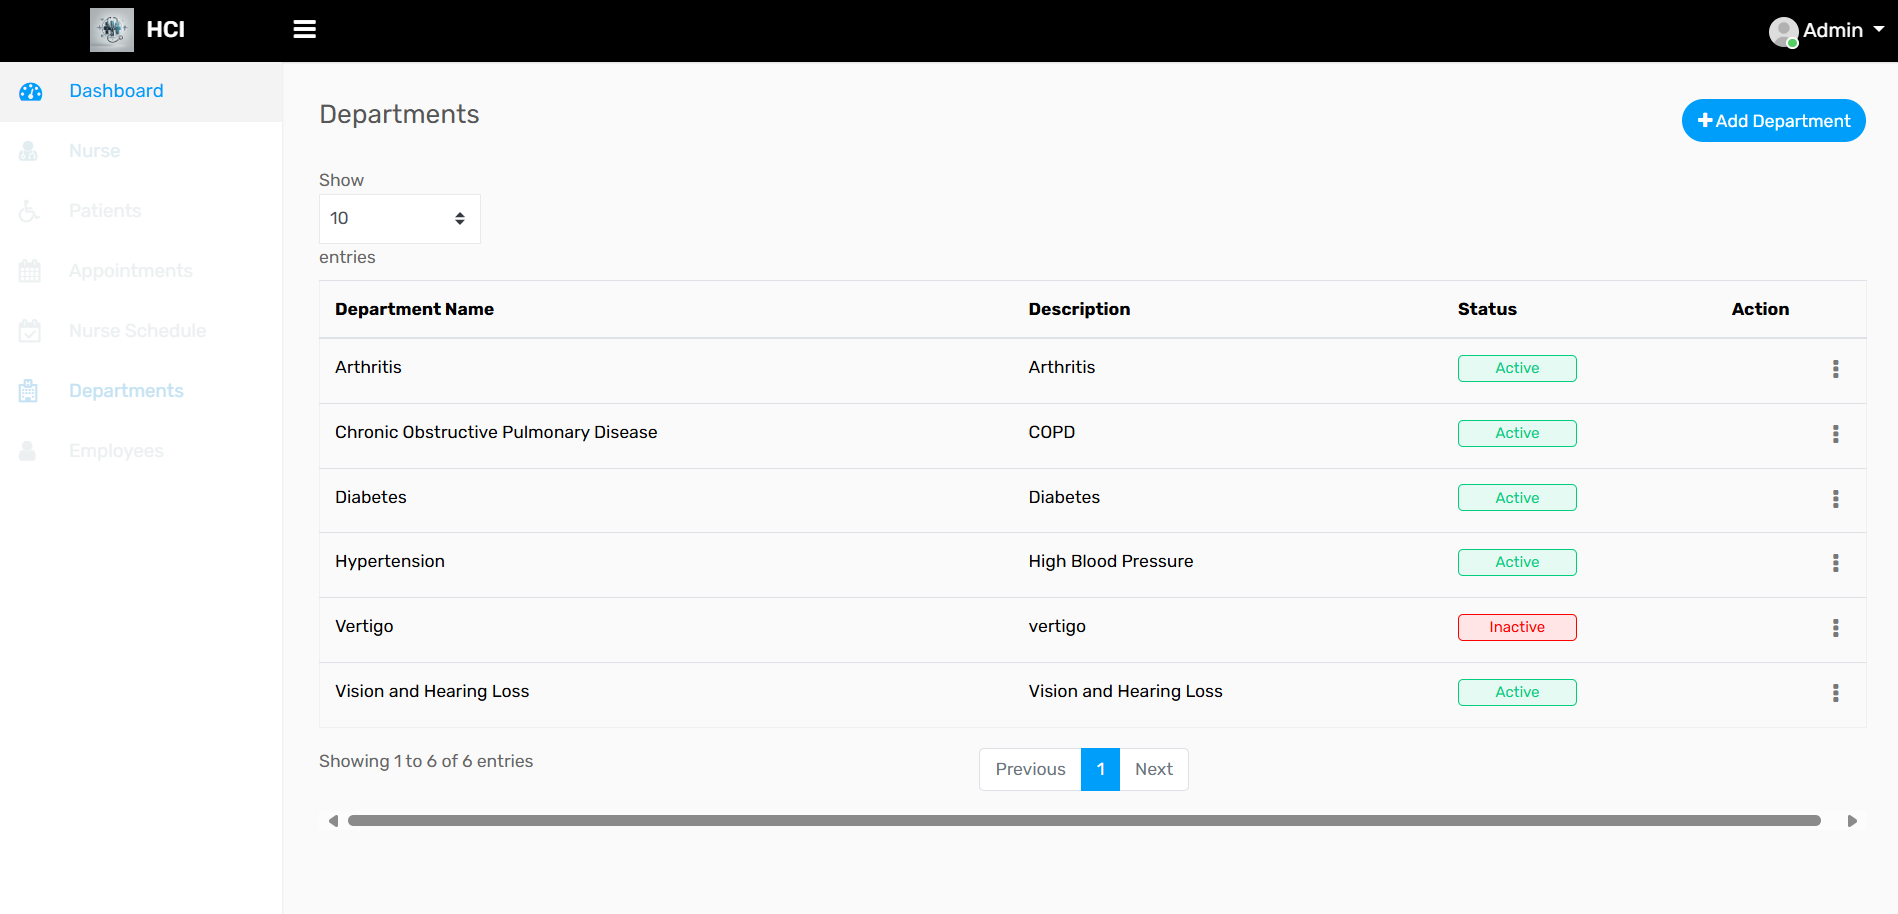 HCI
Admin
Dashboard
Nurse
Patients
Appointments
Nurse Schedule
Departments
Employees
Departments
Add Department
Show
10
entries
Department Name Description Status Action
Arthritis Arthritis Active
Chronic Obstructive Pulmonary Disease COPD Active
Diabetes Diabetes Active
Hypertension High Blood Pressure Active
Vertigo vertigo Inactive
Vision and Hearing Loss Vision and Hearing Loss Active
Showing 1 to 6 of 6 entries
Previous 1 Next